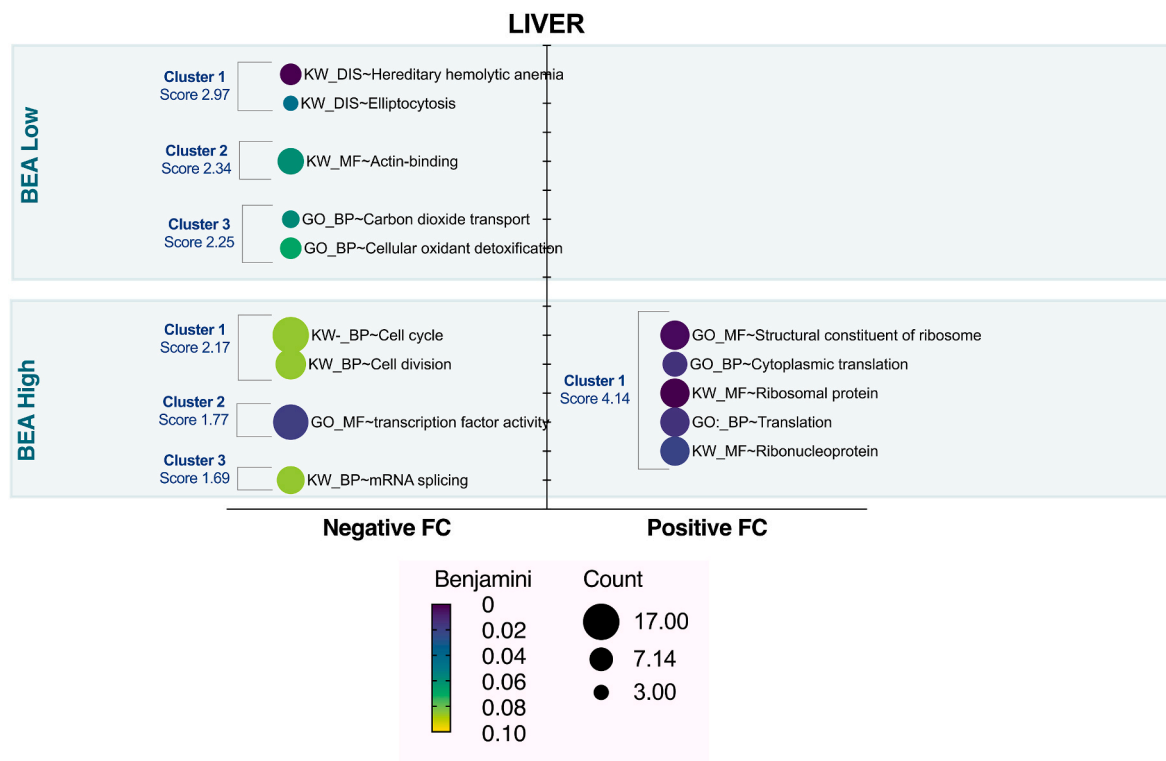 LIVER
BEA Low
Cluster 1
Score 2.97
KW_DIS~Hereditary hemolytic anemia
KW_DIS~Elliptocytosis
Cluster 2
Score 2.34
KW_MF~Actin-binding
Cluster 3
Score 2.25
GO_BP~Carbon dioxide transport
GO_BP~Cellular oxidant detoxification
BEA High
Cluster 1
Score 2.17
KW-_BP~Cell cycle
KW_BP~Cell division
Cluster 2
Score 1.77
GO_MF~transcription factor activity
Cluster 3
Score 1.69
KW_BP~mRNA splicing
Cluster 1
Score 4.14
GO_MF~Structural constituent of ribosome
GO_BP~Cytoplasmic translation
KW_MF~Ribosomal protein
GO:_BP~Translation
KW_MF~Ribonucleoprotein
Negative FC
Positive FC
Benjamini
0
0.02
0.04
0.06
0.08
0.10
Count
17.00
7.14
3.00